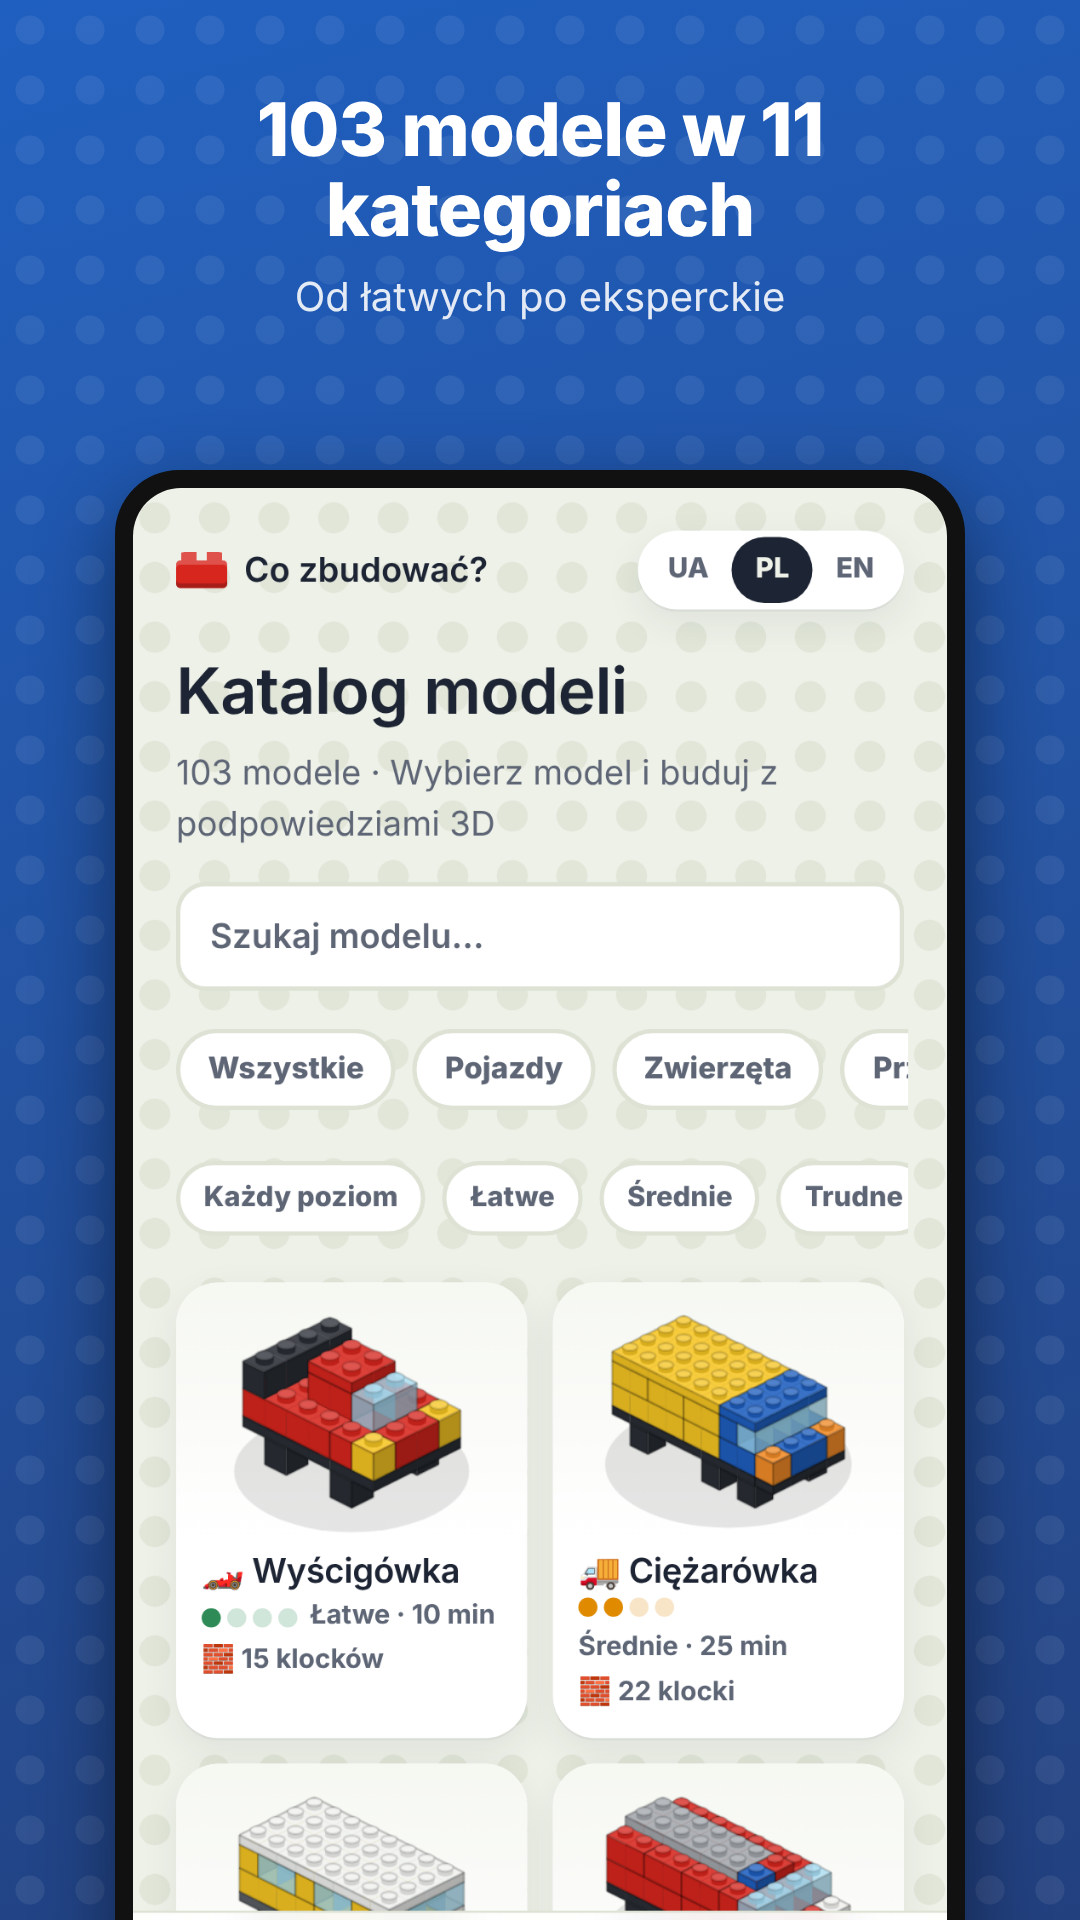 103 modele w 11
kategoriach
Od łatwych po eksperckie
Co zbudować?
UA PL EN
Katalog modeli
103 modele · Wybierz model i buduj z
podpowiedziami 3D
Szukaj modelu...
Wszystkie Pojazdy Zwierzęta
Każdy poziom Łatwe Średnie Trudne
Wyścigówka
Łatwe · 10 min
15 klocków
Ciężarówka
Średnie · 25 min
22 klocki